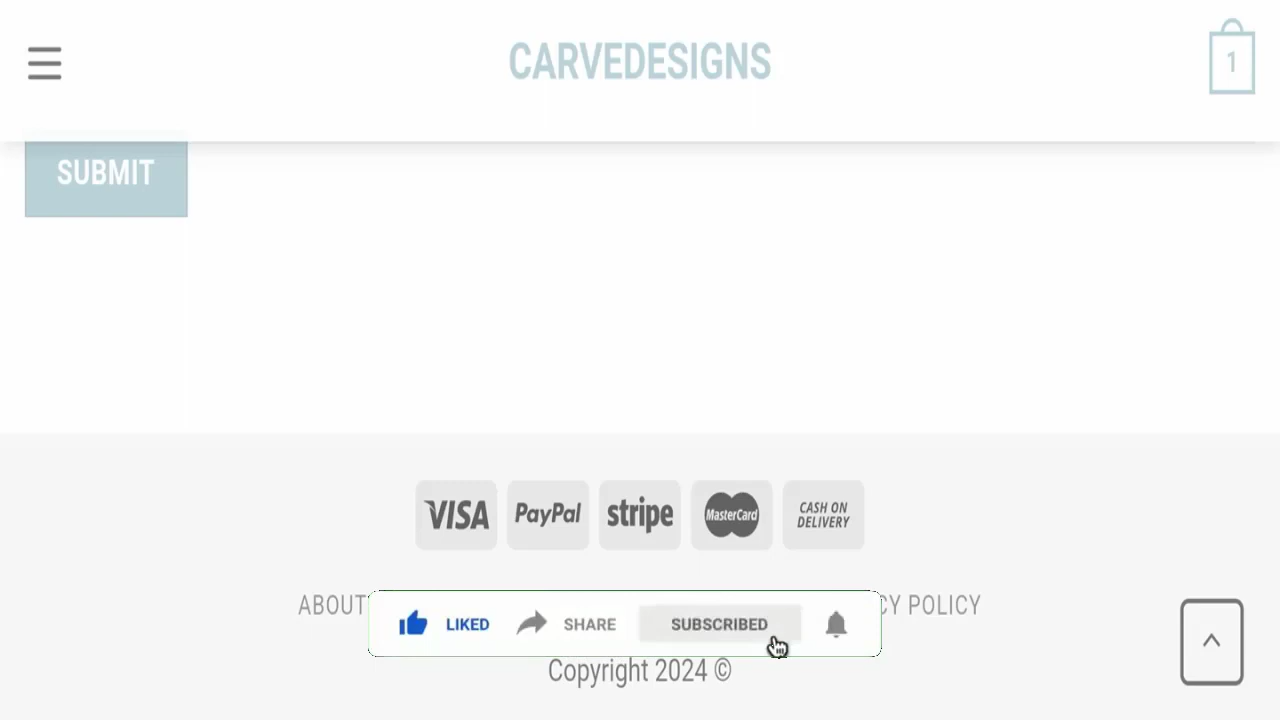 CARVEDESIGNS
1
SUBMIT
VISA PayPal stripe MasterCard CASH ON
DELIVERY
ABOUT CY POLICY
LIKED SHARE SUBSCRIBED
Copyright 2024 ©